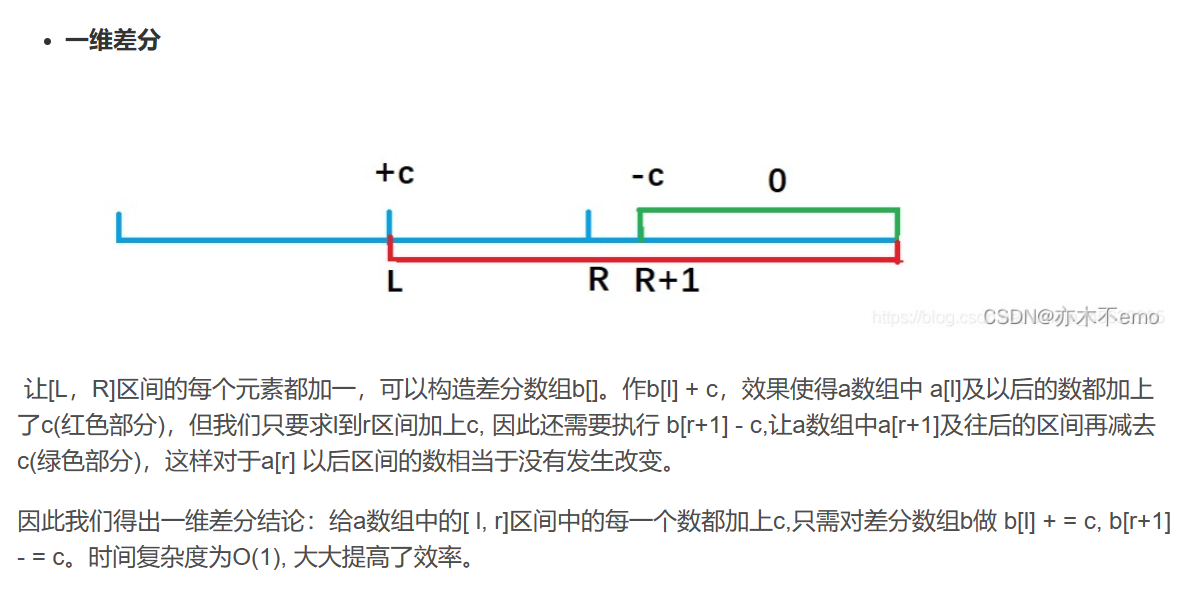 一维差分
+c -c 0
L R R+1
CSDN@亦木不emo
让[L，R]区间的每个元素都加一，可以构造差分数组b[]。作b[l] + c，效果使得a数组中 a[l]及以后的数都加上
了c(红色部分)，但我们只要求l到r区间加上c, 因此还需要执行 b[r+1] - c,让a数组中a[r+1]及往后的区间再减去
c(绿色部分)，这样对于a[r] 以后区间的数相当于没有发生改变。
因此我们得出一维差分结论：给a数组中的[ l, r]区间中的每一个数都加上c,只需对差分数组b做 b[l] + = c, b[r+1]
- = c。时间复杂度为O(1), 大大提高了效率。